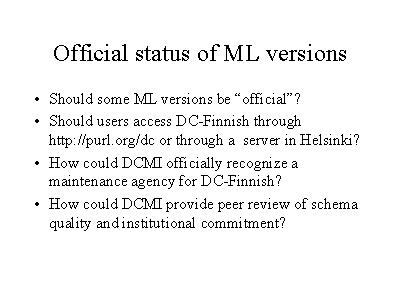 Official status of ML versions
• Should some ML versions be “official”?
• Should users access DC-Finnish through
http://purl.org/dc or through a server in Helsinki?
• How could DCMI officially recognize a
maintenance agency for DC-Finnish?
• How could DCMI provide peer review of schema
quality and institutional commitment?